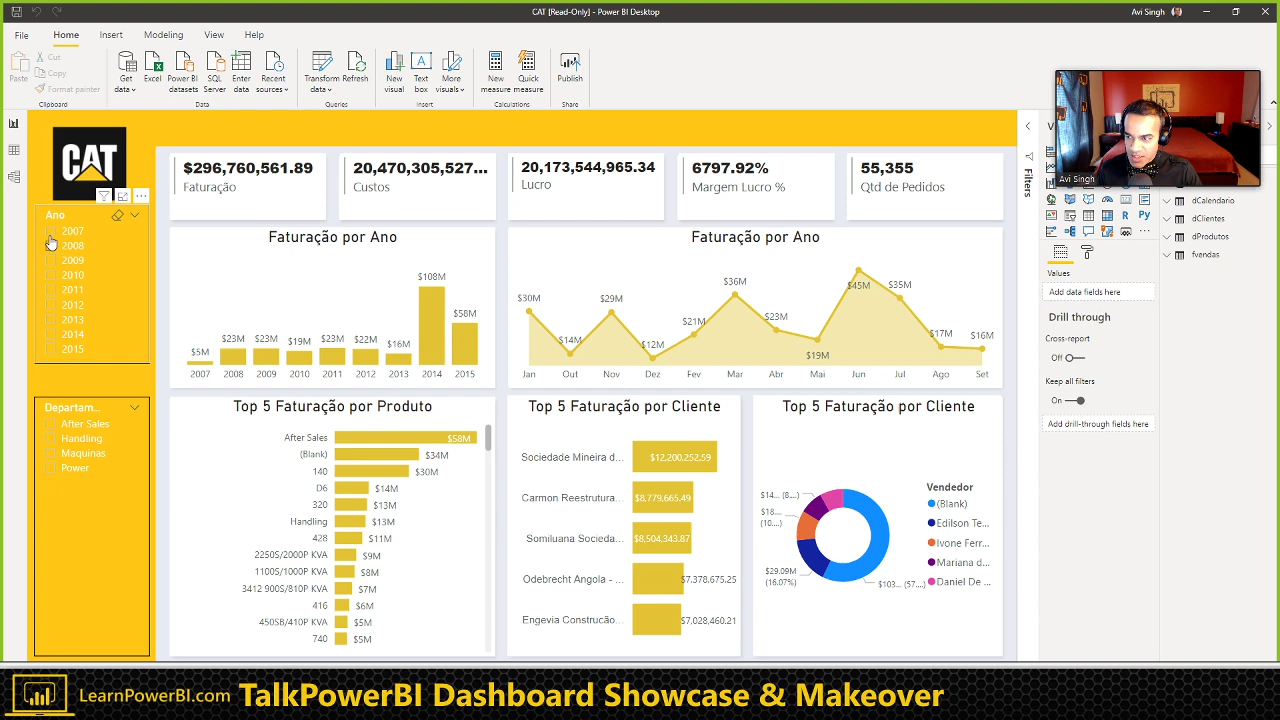 CAT [Read-Only] - Power BI Desktop
Avi Singh
File Home Insert Modeling View Help
Paste
Cut
Copy
Format painter
Get data
Excel
Power BI datasets
SQL Server
Enter data
Recent sources
Transform data
Refresh
New visual
Text box
More visuals
New measure
Quick measure
Publish
Clipboard Data Queries Insert Calculations Share
Avi Singh
CAT
Ano
2007
2008
2009
2010
2011
2012
2013
2014
2015
Departam...
After Sales
Handling
Maquinas
Power
$296,760,561.89
Faturação
20,470,305,527...
Custos
20,173,544,965.34
Lucro
6797.92%
Margem Lucro %
55,355
Qtd de Pedidos
Faturação por Ano
$5M $23M $23M $19M $23M $22M $16M $108M $58M
2007 2008 2009 2010 2011 2012 2013 2014 2015
Faturação por Ano
$30M $14M $29M $12M $21M $36M $23M $19M $45M $35M $17M $16M
Jan Out Nov Dez Fev Mar Abr Mai Jun Jul Ago Set
Top 5 Faturação por Produto
After Sales $58M
(Blank) $34M
140 $30M
D6 $14M
320 $13M
Handling $13M
428 $11M
2250S/2000P KVA $9M
1100S/1000P KVA $8M
3412 900S/810P KVA $7M
416 $6M
450SB/410P KVA $5M
740 $5M
Top 5 Faturação por Cliente
Sociedade Mineira d... $12,200,252.59
Carmon Reestrutura... $8,779,665.49
Somiluana Socieda... $8,504,343.87
Odebrecht Angola - ... $7,378,675.25
Engevia Construcão... $7,028,460.21
Top 5 Faturação por Cliente
$14... (8....)
$18... (10....)
$29.09M (16.07%)
$103... (57....)
Vendedor
(Blank)
Edilson Te...
Ivone Ferr...
Mariana d...
Daniel De ...
Filters
R
Py
Values
Add data fields here
Drill through
Cross-report
Off
Keep all filters
On
Add drill-through fields here
dCalendario
dClientes
dProdutos
fvendas
LearnPowerBI.com TalkPowerBI Dashboard Showcase & Makeover